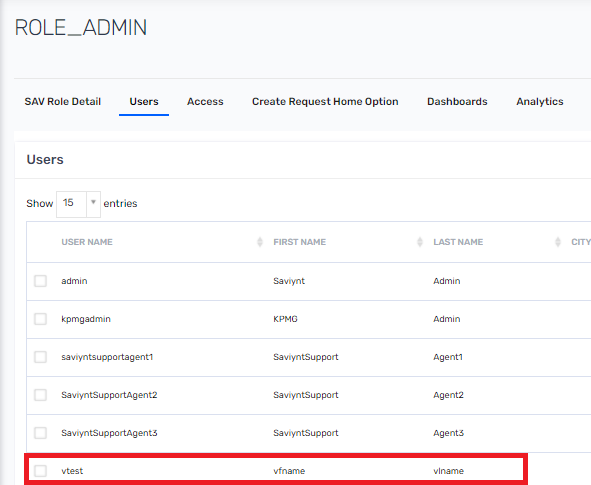 ROLE_ADMIN
SAV Role Detail Users Access Create Request Home Option Dashboards Analytics
Users
Show 15 entries
USER NAME FIRST NAME LAST NAME CITY
admin Saviynt Admin
kpmgadmin KPMG Admin
saviyntsupportagent1 SaviyntSupport Agent1
SaviyntSupportAgent2 SaviyntSupport Agent2
SaviyntSupportAgent3 SaviyntSupport Agent3
vtest vfname vlname